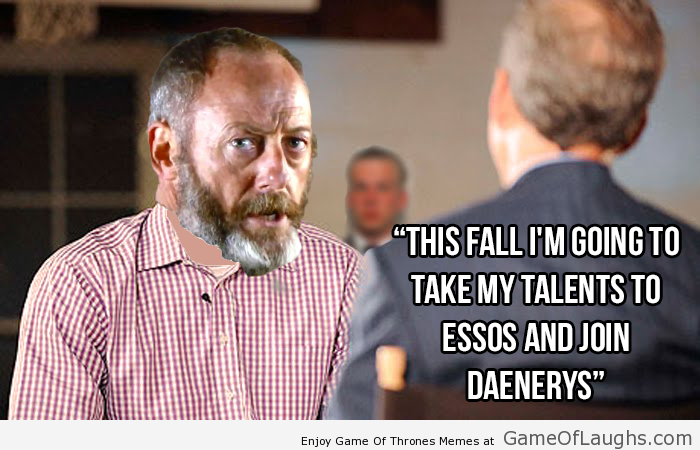 “THIS FALL I'M GOING TO
TAKE MY TALENTS TO
ESSOS AND JOIN
DAENERYS”
Enjoy Game Of Thrones Memes at GameOfLaughs.com